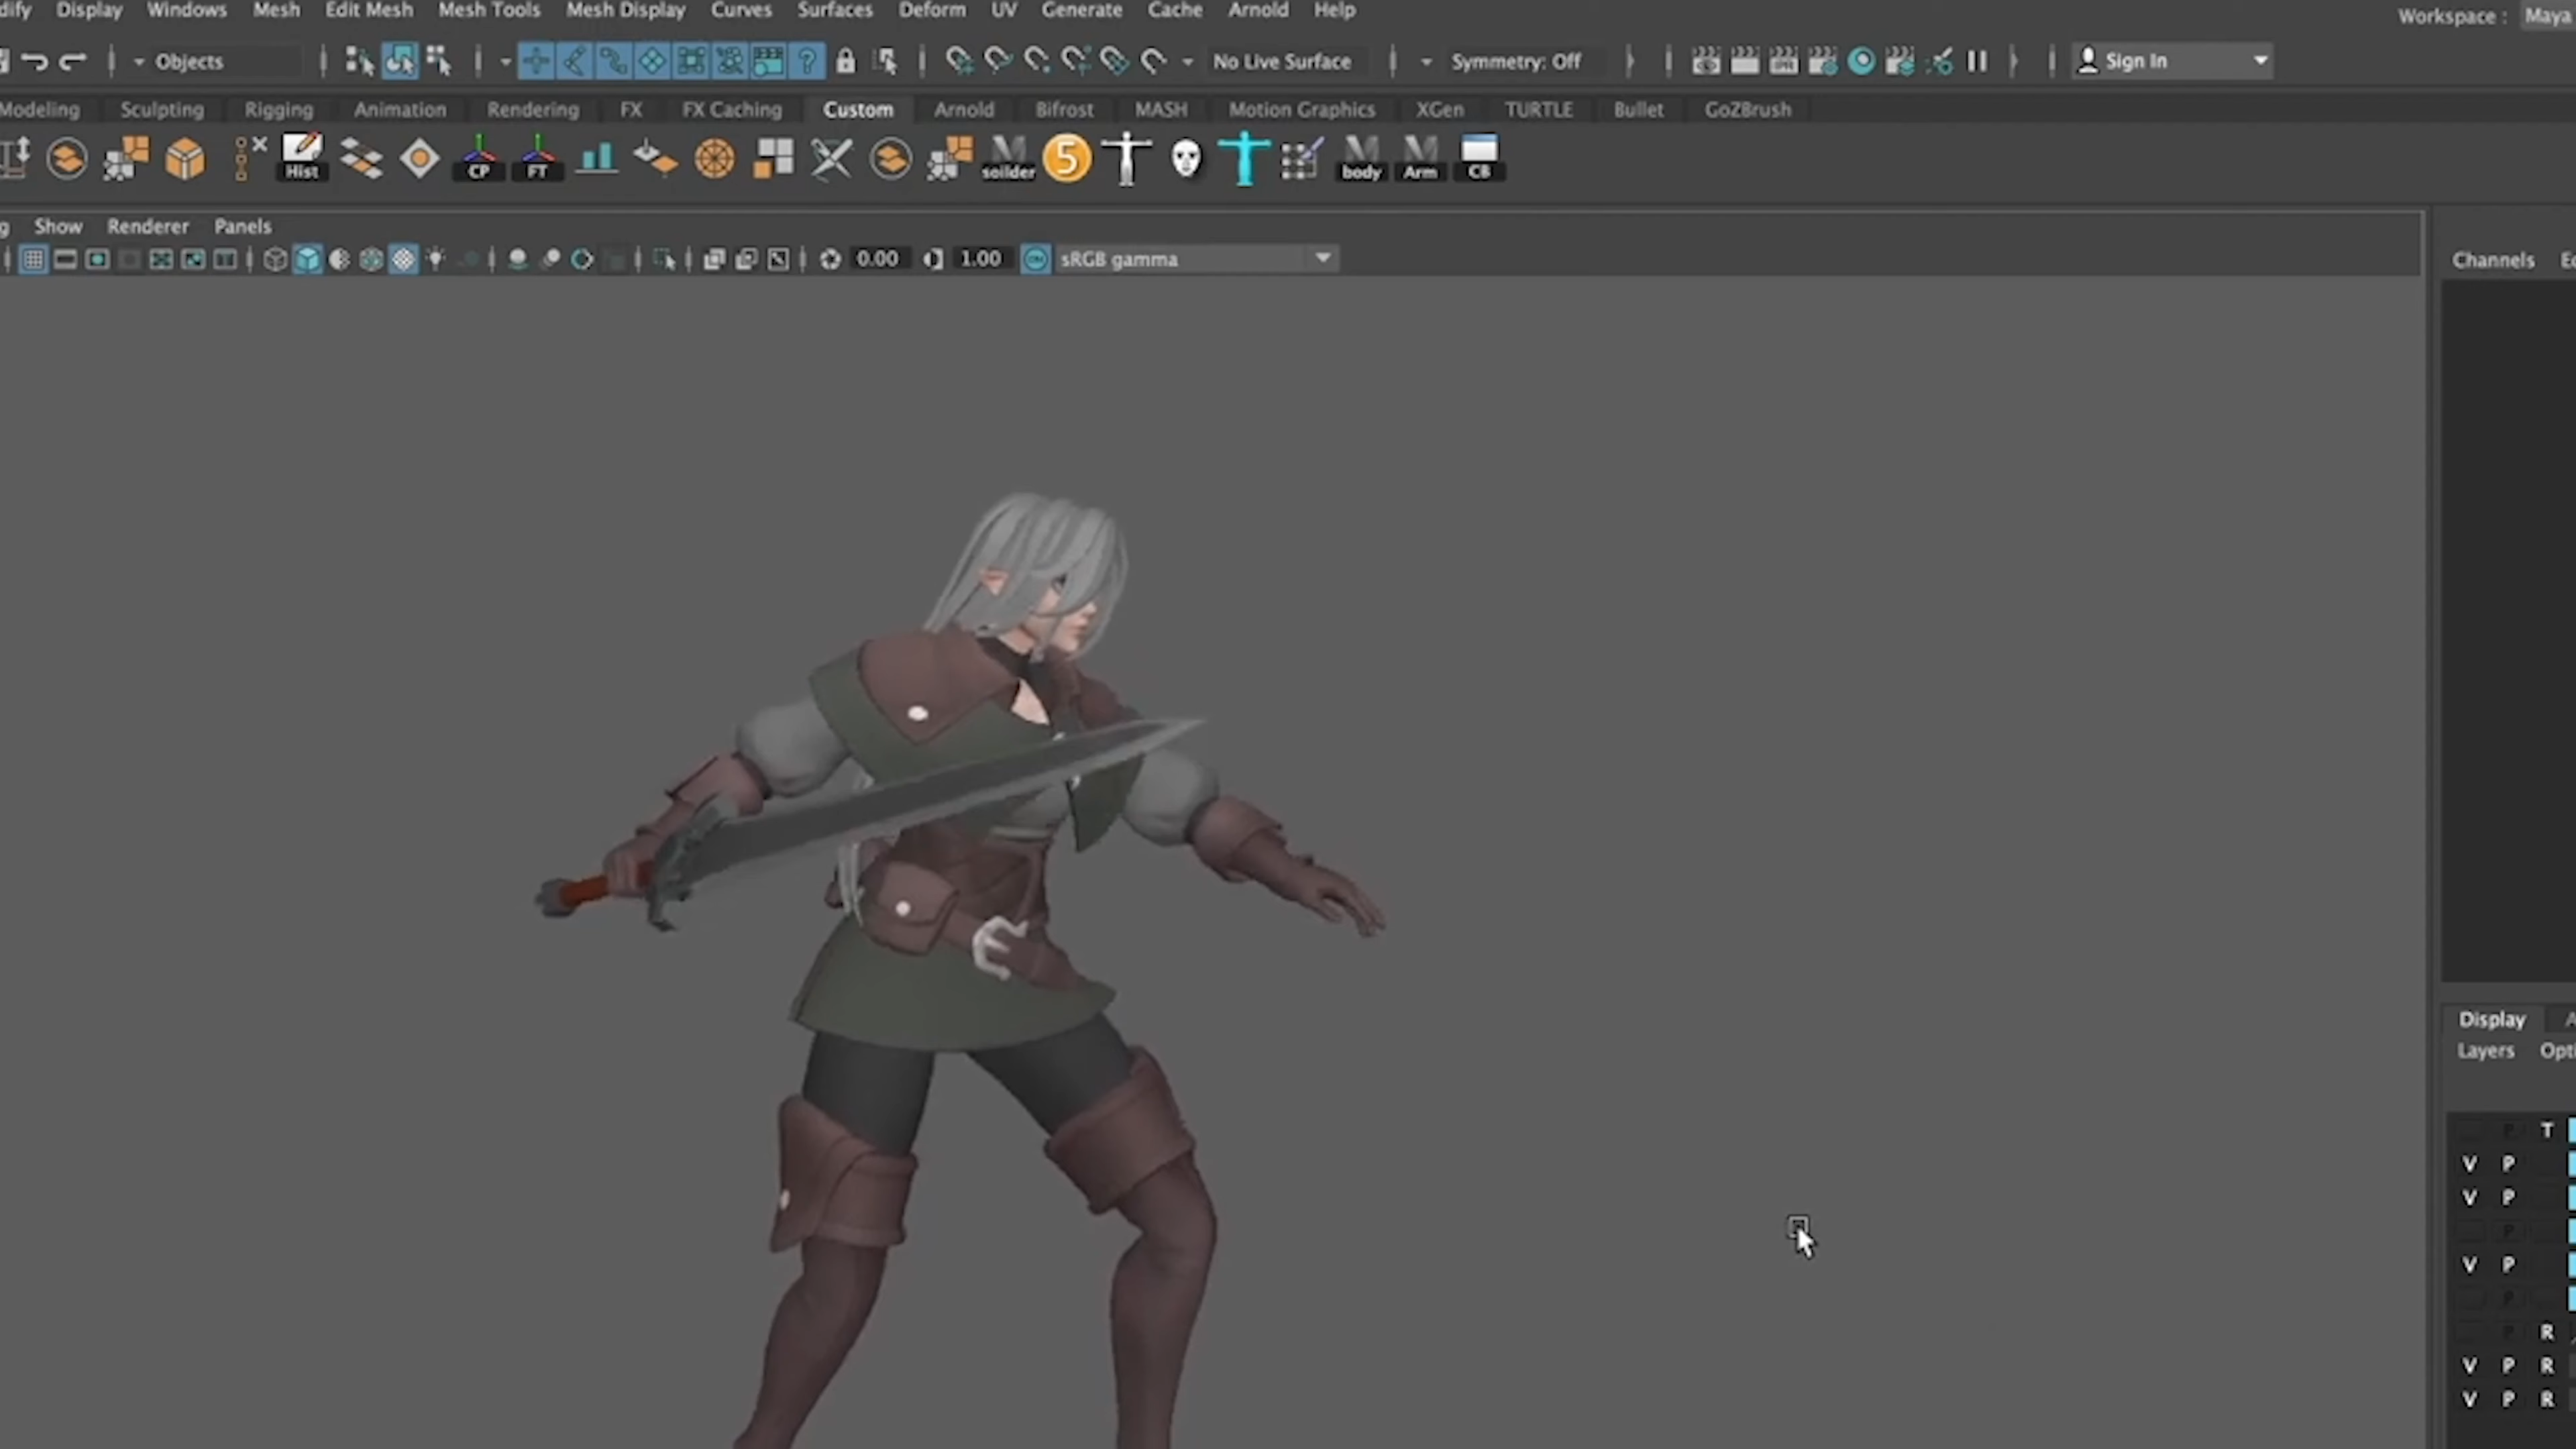 dify Display Windows Mesh Edit Mesh Mesh Tools Mesh Display Curves Surfaces Deform UV Generate Cache Arnold Help Workspace : Maya
Objects No Live Surface Symmetry: Off Sign In
Modeling Sculpting Rigging Animation Rendering FX FX Caching Custom Arnold Bifrost MASH Motion Graphics XGen TURTLE Bullet GoZBrush
Hist CP FT soilder 5 body Arm CB
g Show Renderer Panels
0.00 1.00 sRGB gamma
Channels Ed
Display A
Layers Opti
P T
V P
V P
P
V P
P
P R
V P R
V P R